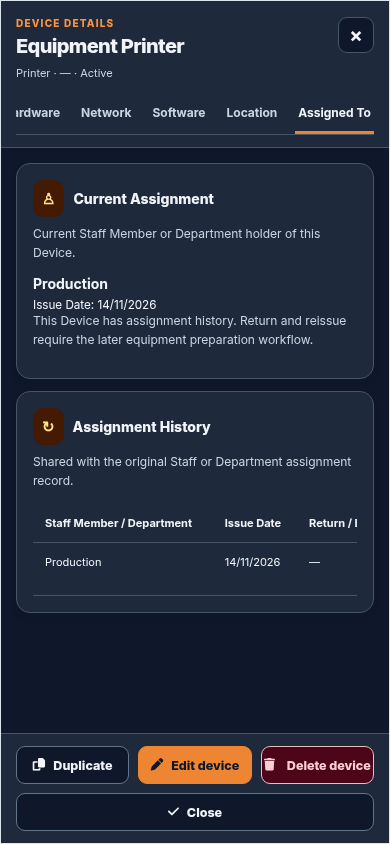 DEVICE DETAILS
Equipment Printer
Printer · — · Active
ardware Network Software Location Assigned To
Current Assignment
Current Staff Member or Department holder of this
Device.
Production
Issue Date: 14/11/2026
This Device has assignment history. Return and reissue
require the later equipment preparation workflow.
Assignment History
Shared with the original Staff or Department assignment
record.
Staff Member / Department Issue Date Return /
Production 14/11/2026 —
Duplicate Edit device Delete device
Close